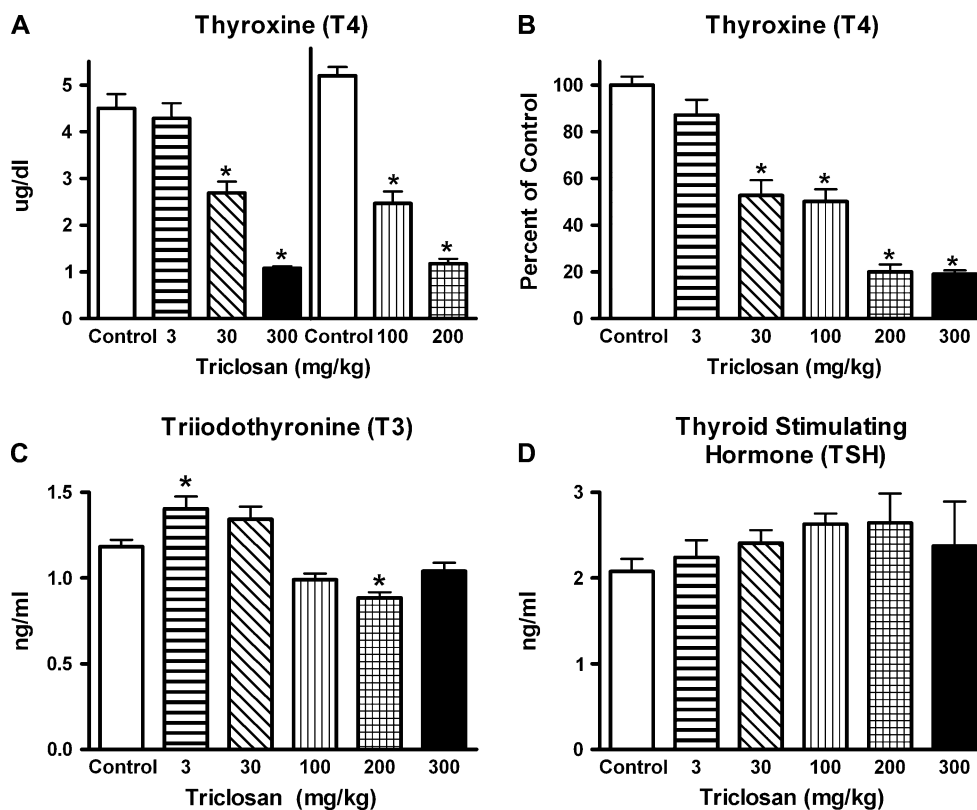 A
Thyroxine (T4)
ug/dl
5
4
3
2
1
0
*
*
*
*
Control 3 30 300 Control 100 200
Triclosan (mg/kg)
B
Thyroxine (T4)
Percent of Control
100
80
60
40
20
0
*
*
*
*
Control 3 30 100 200 300
Triclosan (mg/kg)
C
Triiodothyronine (T3)
ng/ml
1.5
1.0
0.5
0.0
*
*
Control 3 30 100 200 300
Triclosan (mg/kg)
D
Thyroid Stimulating
Hormone (TSH)
ng/ml
3
2
1
0
Control 3 30 100 200 300
Triclosan (mg/kg)